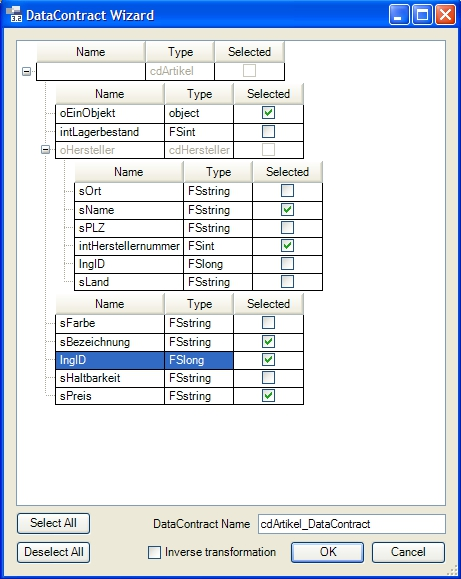 DataContract Wizard
Name Type Selected
cdArtikel
Name Type Selected
oEinObjekt object
intLagerbestand FSint
oHersteller cdHersteller
Name Type Selected
sOrt FSstring
sName FSstring
sPLZ FSstring
intHerstellernummer FSint
lngID FSlong
sLand FSstring
Name Type Selected
sFarbe FSstring
sBezeichnung FSstring
lngID FSlong
sHaltbarkeit FSstring
sPreis FSstring
Select All DataContract Name cdArtikel_DataContract
Deselect All Inverse transformation OK Cancel